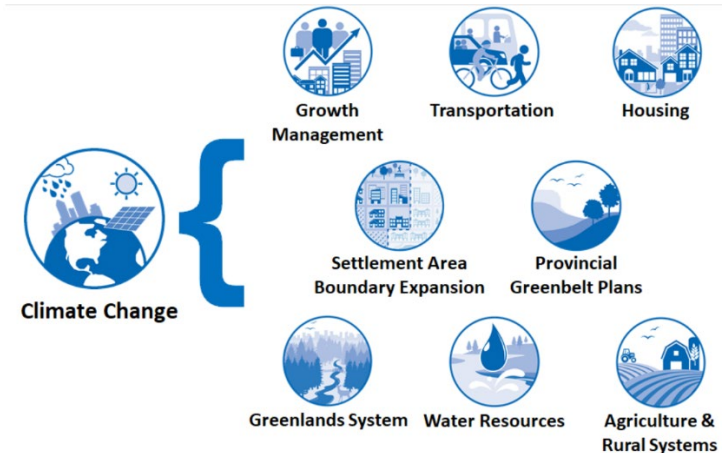 Growth
Management
Transportation
Housing
Climate Change
Settlement Area
Boundary Expansion
Provincial
Greenbelt Plans
Greenlands System
Water Resources
Agriculture &
Rural Systems